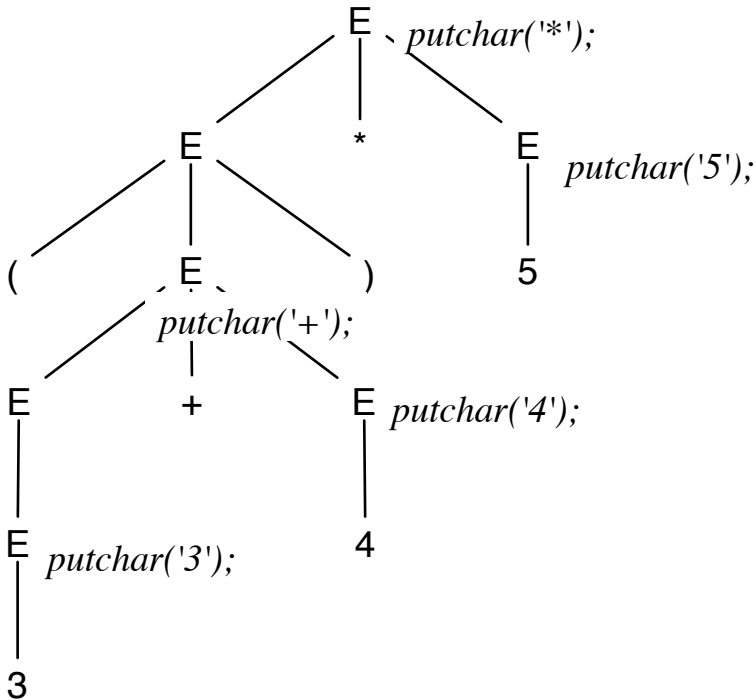 E putchar('*');
E * E putchar('5');
( E ) 5
putchar('+');
E + E putchar('4');
E putchar('3'); 4
3